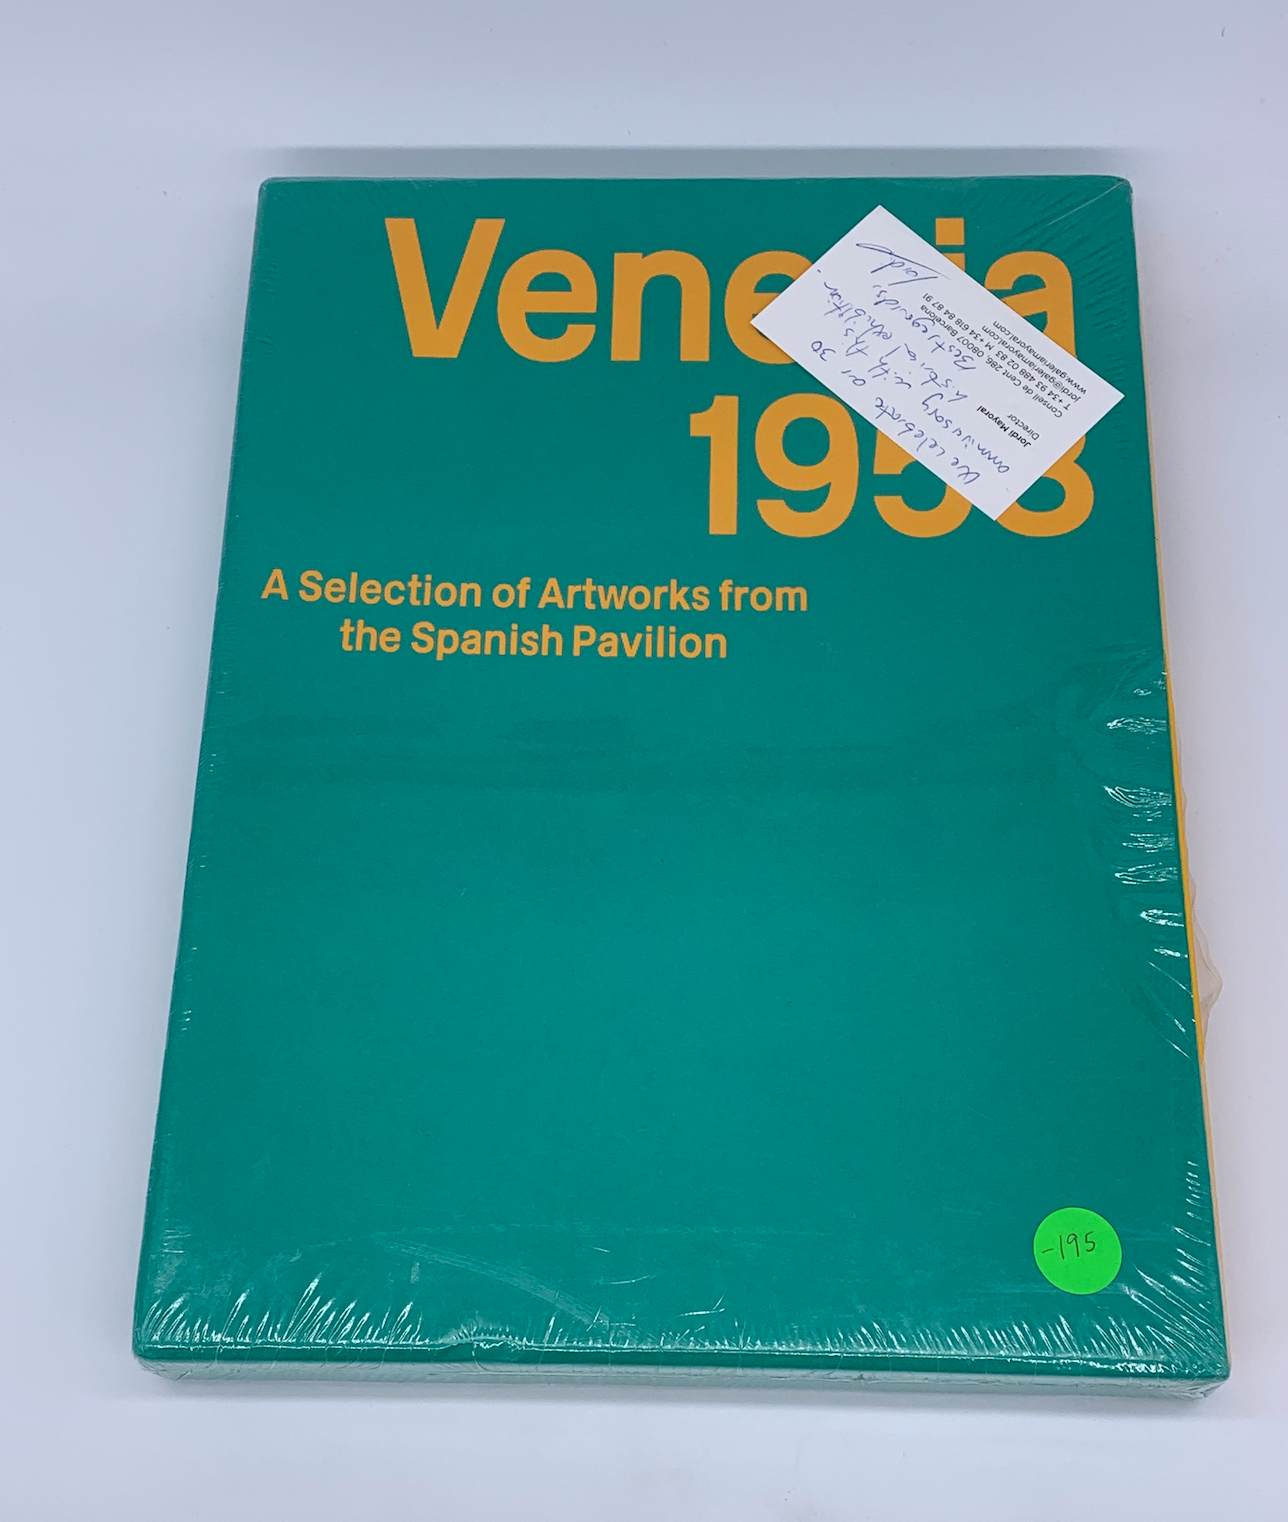 Vene ia
1958
A Selection of Artworks from
the Spanish Pavilion
Jordi Mayoral
Director
Consell de Cent 286, 08007 Barcelona
T +34 93 488 02 83 M +34 618 84 87 91
jordi@galeriamayoral.com
www.galeriamayoral.com
We celebrate our 30
anniversary with this
historical exhibition.
Best regards,
Jordi
-195